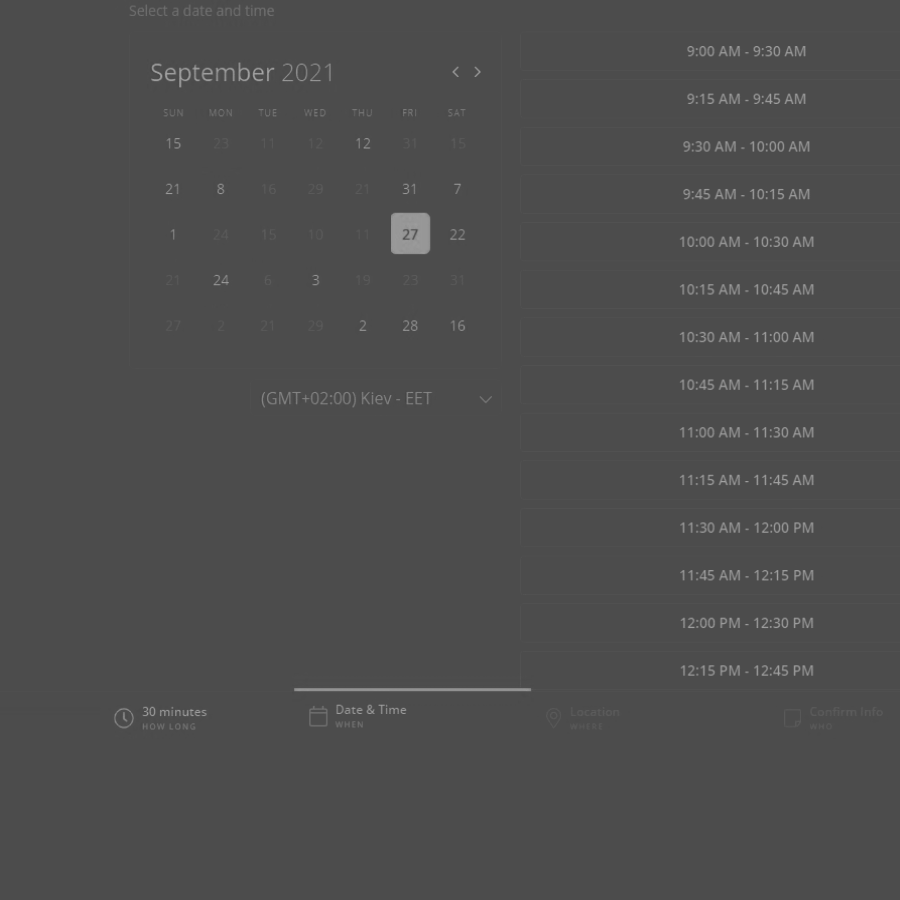 Select a date and time
September 2021
SUN MON TUE WED THU FRI SAT
15 23 11 12 12 31 15
21 8 16 29 21 31 7
1 24 15 10 11 27 22
21 24 6 3 19 23 31
27 2 21 29 2 28 16
(GMT+02:00) Kiev - EET
9:00 AM - 9:30 AM
9:15 AM - 9:45 AM
9:30 AM - 10:00 AM
9:45 AM - 10:15 AM
10:00 AM - 10:30 AM
10:15 AM - 10:45 AM
10:30 AM - 11:00 AM
10:45 AM - 11:15 AM
11:00 AM - 11:30 AM
11:15 AM - 11:45 AM
11:30 AM - 12:00 PM
11:45 AM - 12:15 PM
12:00 PM - 12:30 PM
12:15 PM - 12:45 PM
30 minutes
HOW LONG
Date & Time
WHEN
Location
WHERE
Confirm Info
WHO